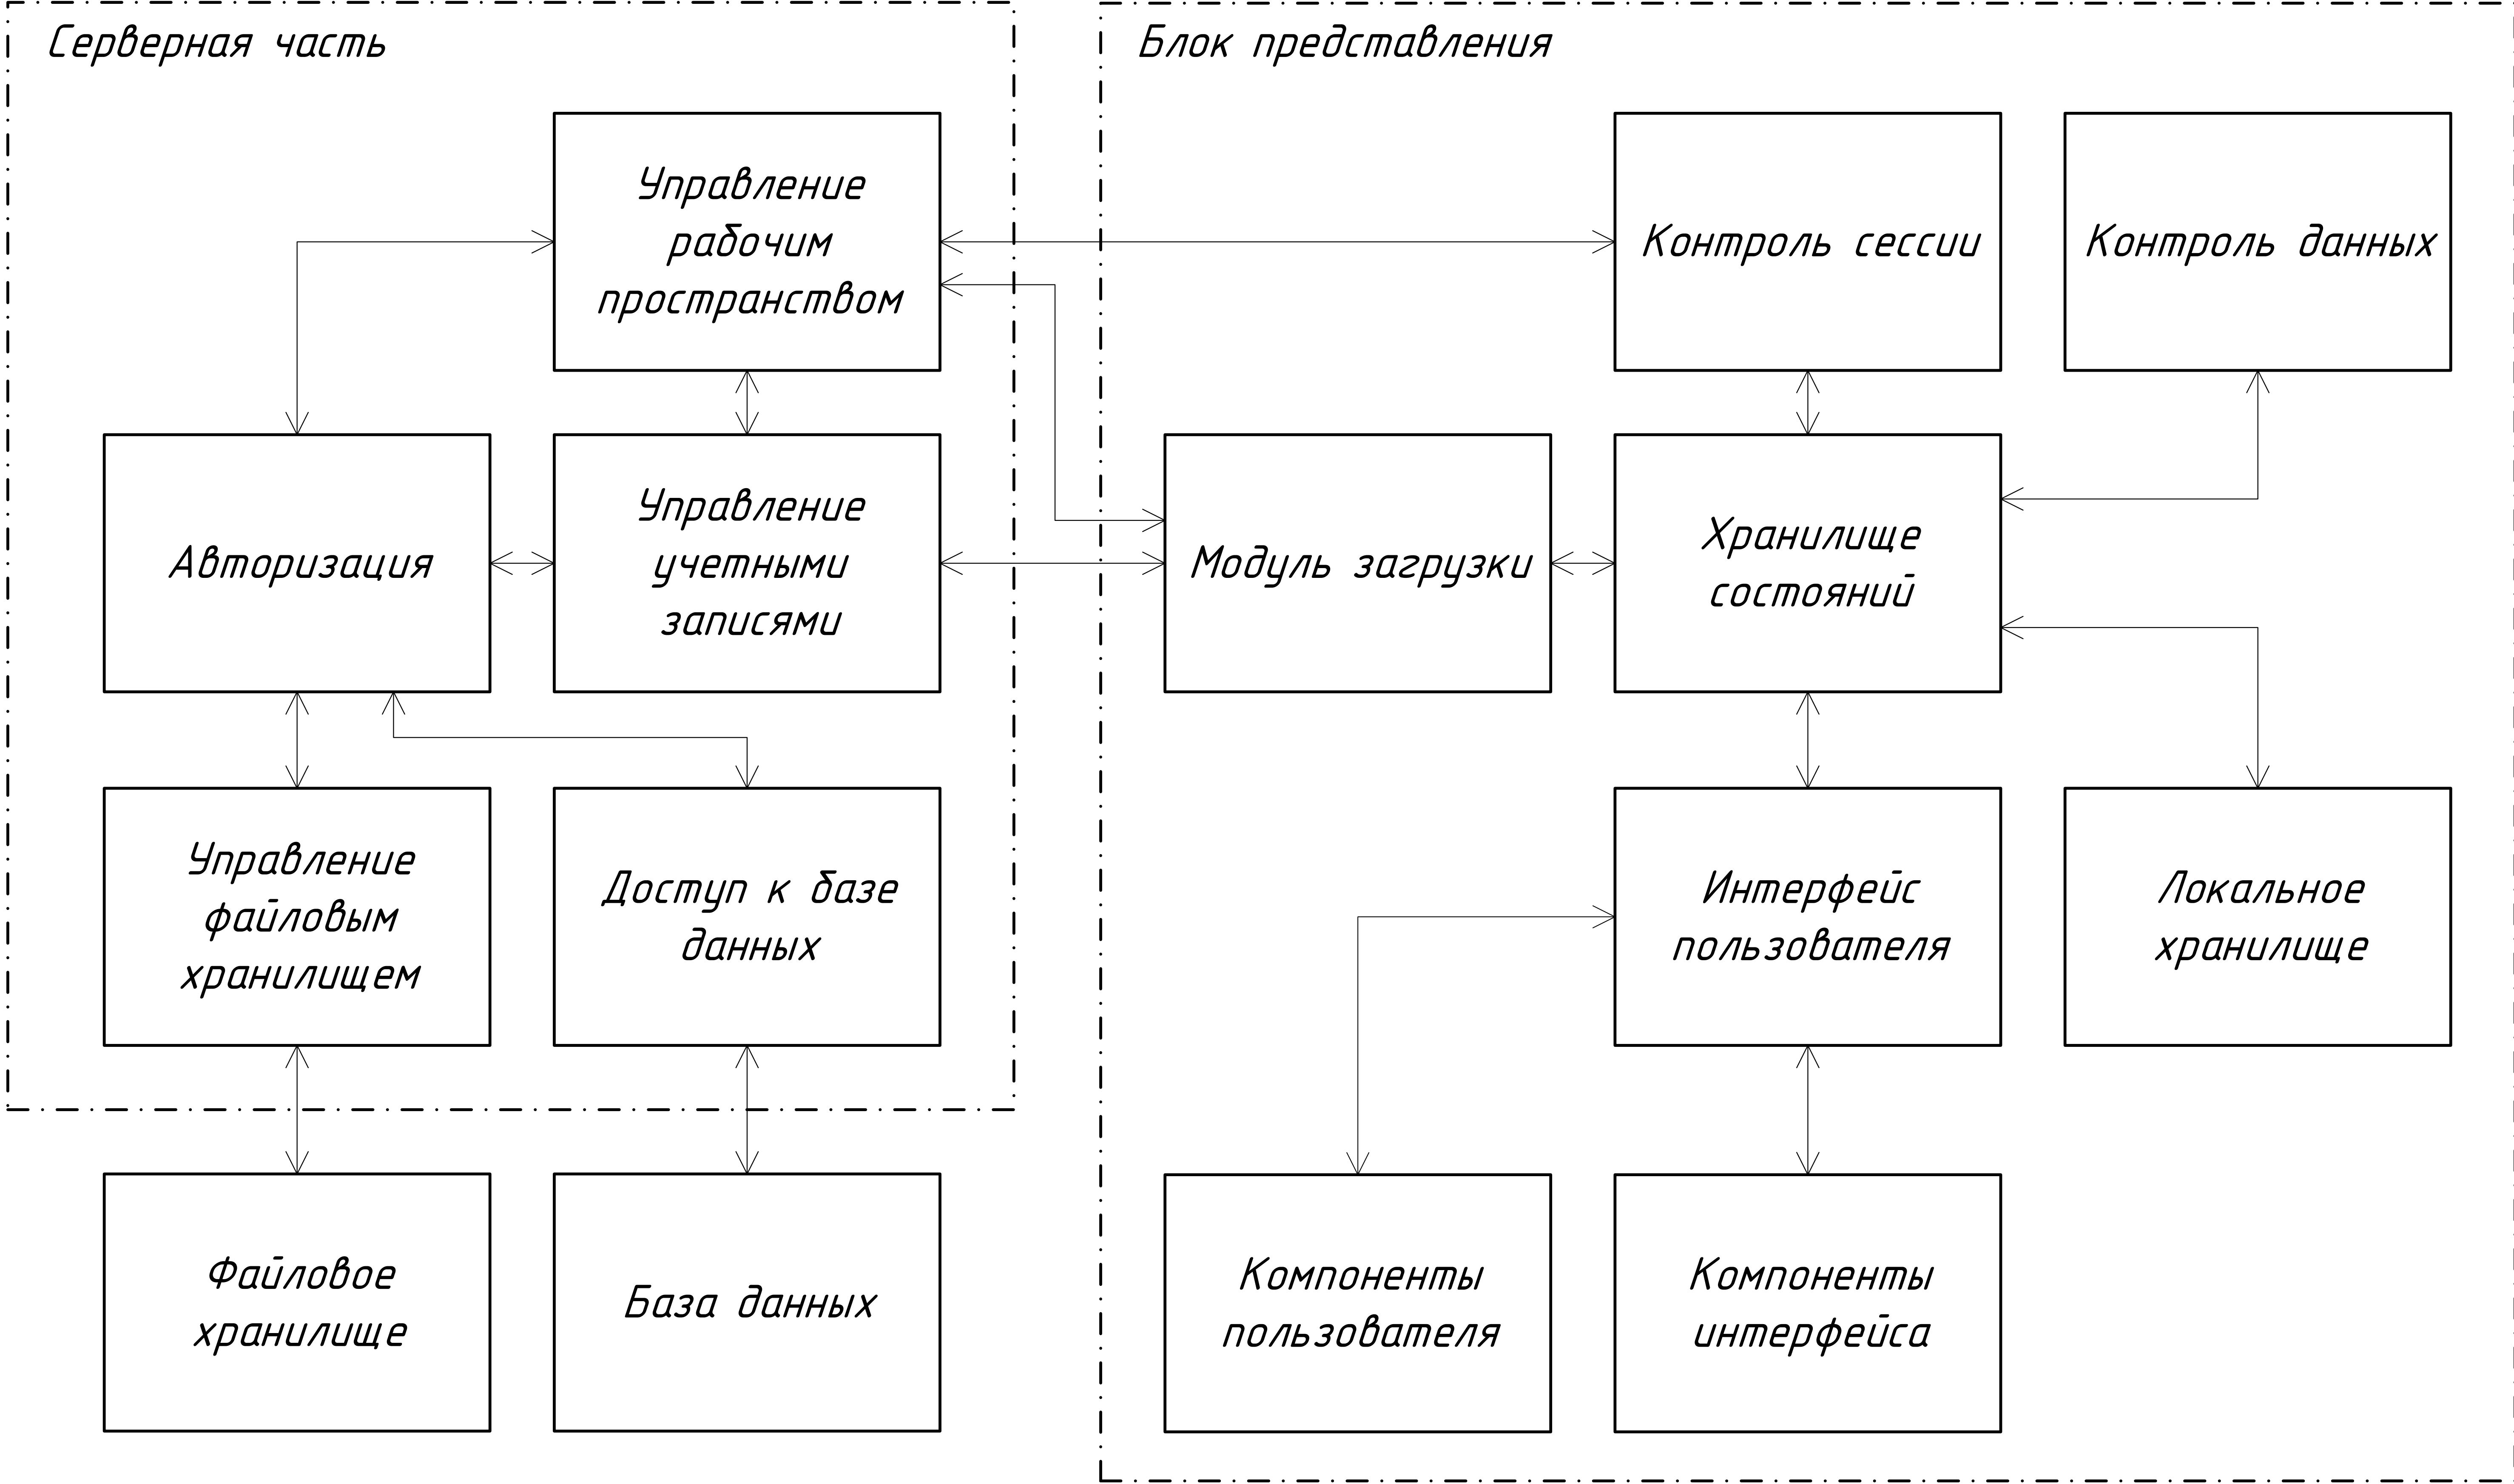 Серверная часть
Блок представления
Управление
рабочим
пространством
Контроль сессии
Контроль данных
Авторизация
Управление
учетными
записями
Модуль загрузки
Хранилище
состояний
Управление
файловым
хранилищем
Доступ к базе
данных
Интерфейс
пользователя
Локальное
хранилище
Файловое
хранилище
База данных
Компоненты
пользователя
Компоненты
интерфейса